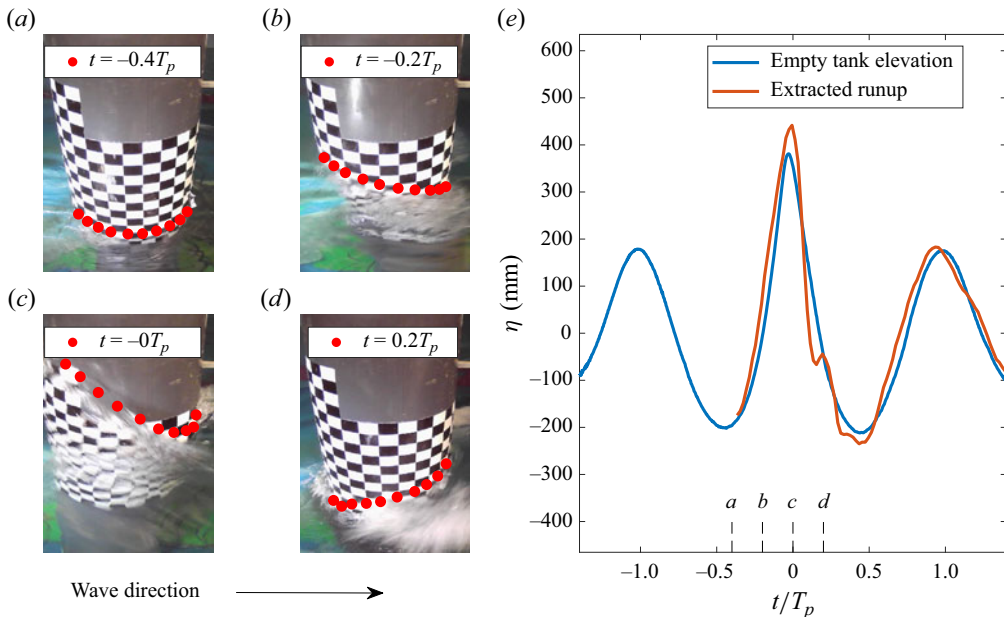 (a)
t = –0.4Tp
(b)
t = –0.2Tp
(c)
t = –0Tp
(d)
t = 0.2Tp
Wave direction
(e)
Empty tank elevation
Extracted runup
600
500
400
300
200
100
0
–100
–200
–300
–400
η (mm)
a b c d
–1.0 –0.5 0 0.5 1.0
t/Tp